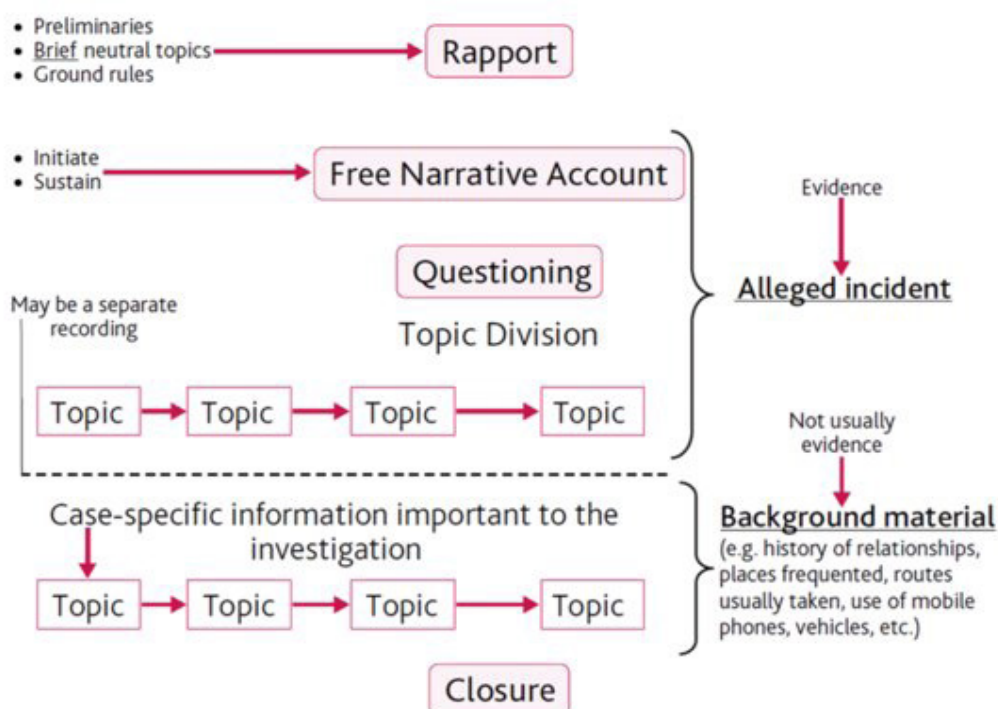 • Preliminaries
• Brief neutral topics
• Ground rules
Rapport
• Initiate
• Sustain
Free Narrative Account
Evidence
Questioning
Alleged incident
May be a separate
recording
Topic Division
Topic
Topic
Topic
Topic
Not usually
evidence
Case-specific information important to the
investigation
Background material
(e.g. history of relationships,
places frequented, routes
usually taken, use of mobile
phones, vehicles, etc.)
Topic
Topic
Topic
Topic
Closure